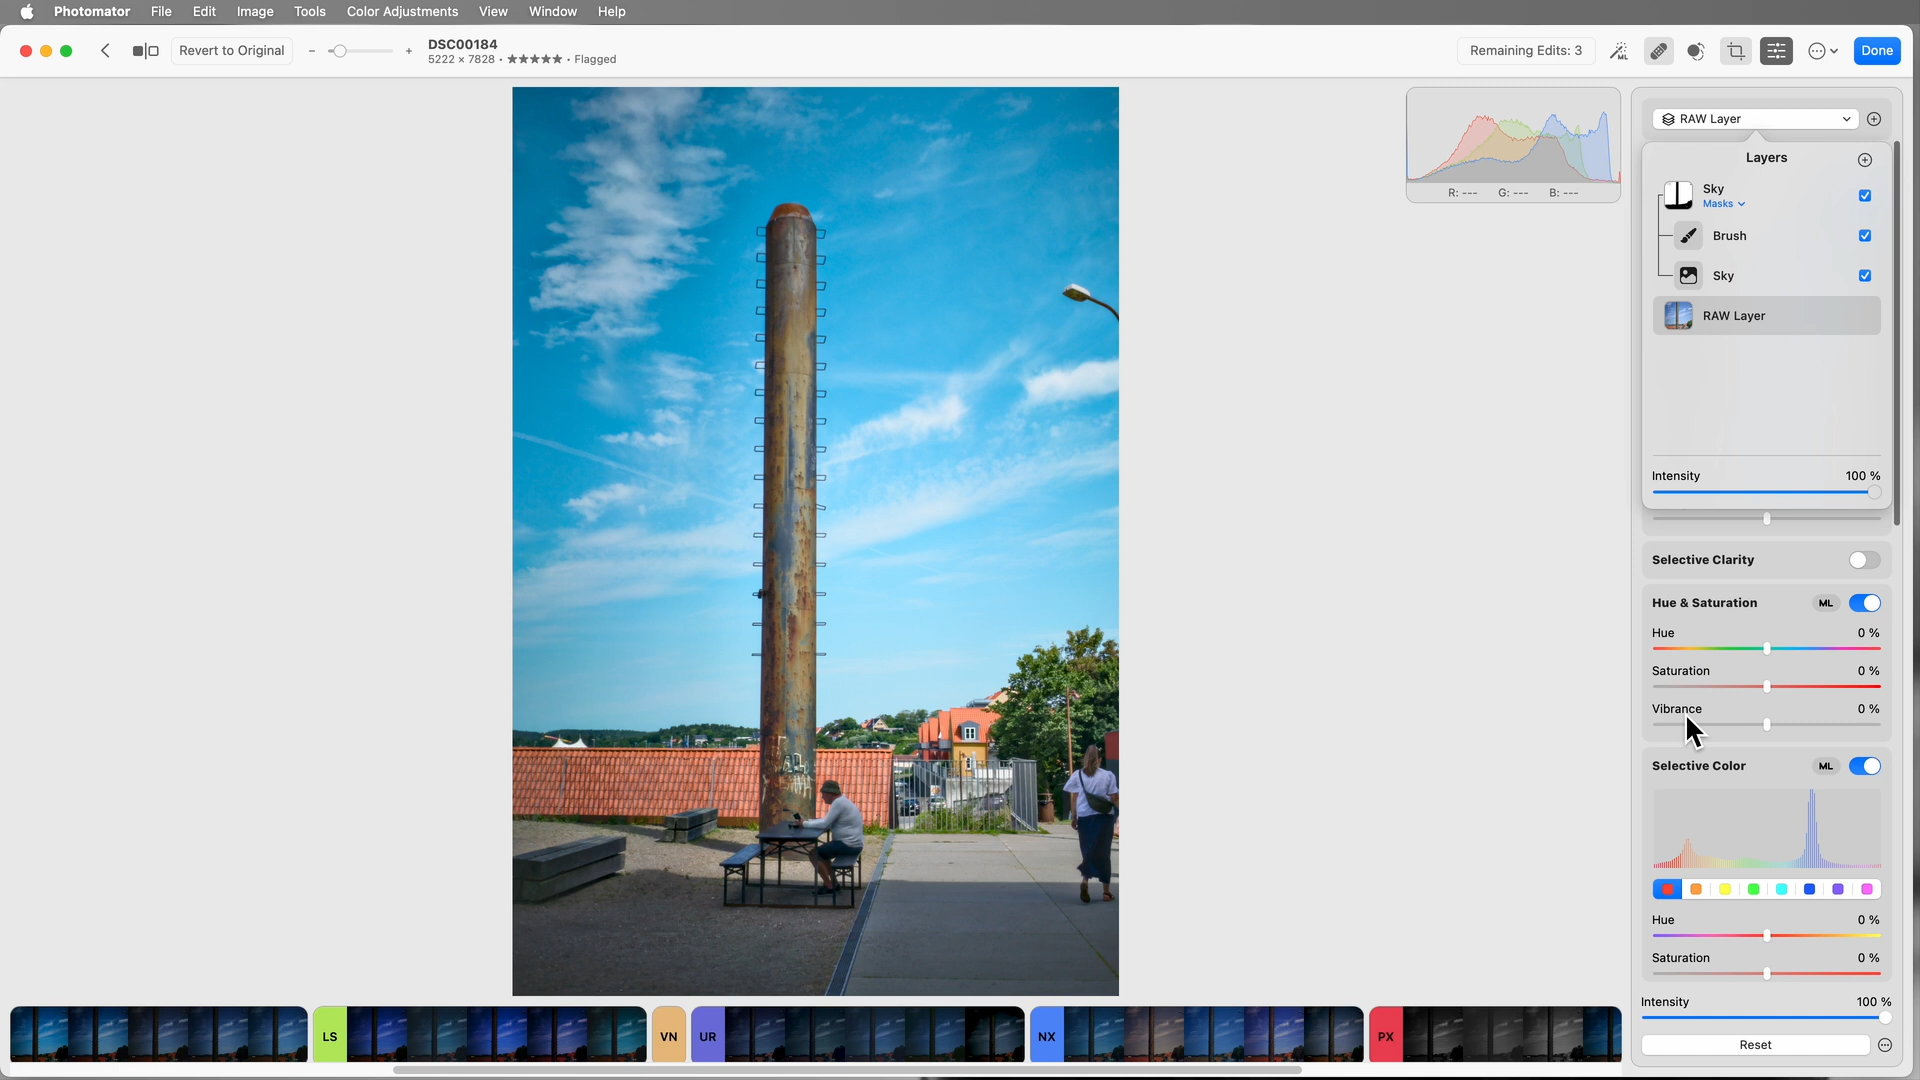 Photomator File Edit Image Tools Color Adjustments View Window Help
Revert to Original
− +
DSC00184
5222 × 7828 • ★★★★★ • Flagged
Remaining Edits: 3
ML
Done
R: --- G: --- B: ---
RAW Layer
Layers
Sky
Masks
Brush
Sky
RAW Layer
Intensity 100 %
Selective Clarity
Hue & Saturation ML
Hue 0 %
Saturation 0 %
Vibrance 0 %
Selective Color ML
Hue 0 %
Saturation 0 %
Intensity 100 %
Reset
LS VN UR NX PX